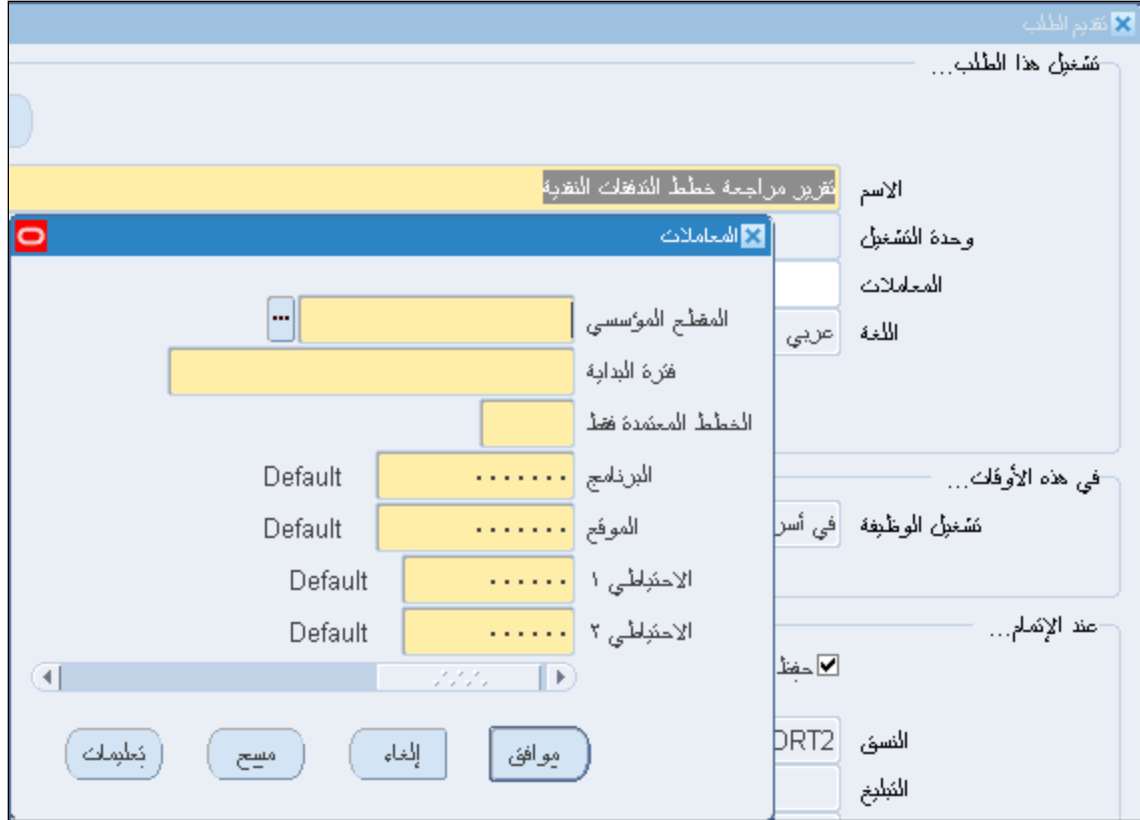 تقديم الطلب
تشغيل هذا الطلب...
الاسم
تقرير مراجعة خطط التدفقات النقدية
وحدة التشغيل
المعاملات
اللغة عربي
المعاملات
المقطع المؤسسي ...
فترة البداية
الخطط المعتمدة فقط
البرنامج ....... Default
الموقع ....... Default
الاحتياطي ١ ...... Default
الاحتياطي ٢ ...... Default
موافق إلغاء مسح تعليمات
في هذه الأوقات...
تشغيل الوظيفة في أسر
عند الإتمام...
حفظ
النسق ORT2
التبليغ